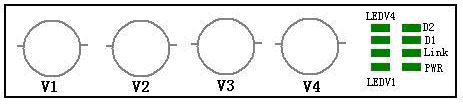 LEDV4
D2
D1
Link
PWR
LEDV1
V1 V2 V3 V4